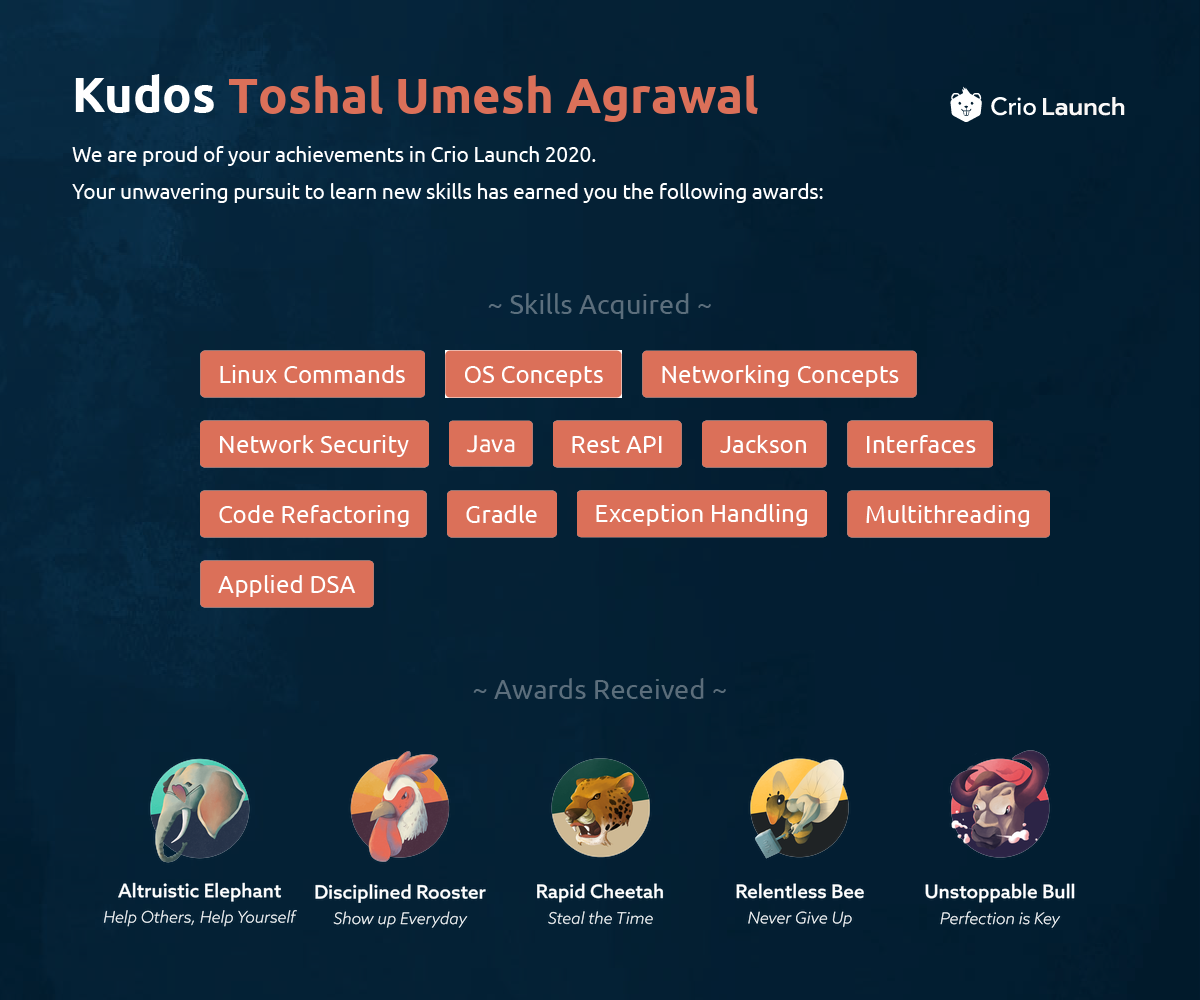 Kudos Toshal Umesh Agrawal
Crio Launch
We are proud of your achievements in Crio Launch 2020.
Your unwavering pursuit to learn new skills has earned you the following awards:
~ Skills Acquired ~
Linux Commands OS Concepts Networking Concepts
Network Security Java Rest API Jackson Interfaces
Code Refactoring Gradle Exception Handling Multithreading
Applied DSA
~ Awards Received ~
Altruistic Elephant Disciplined Rooster Rapid Cheetah Relentless Bee Unstoppable Bull
Help Others, Help Yourself Show up Everyday Steal the Time Never Give Up Perfection is Key